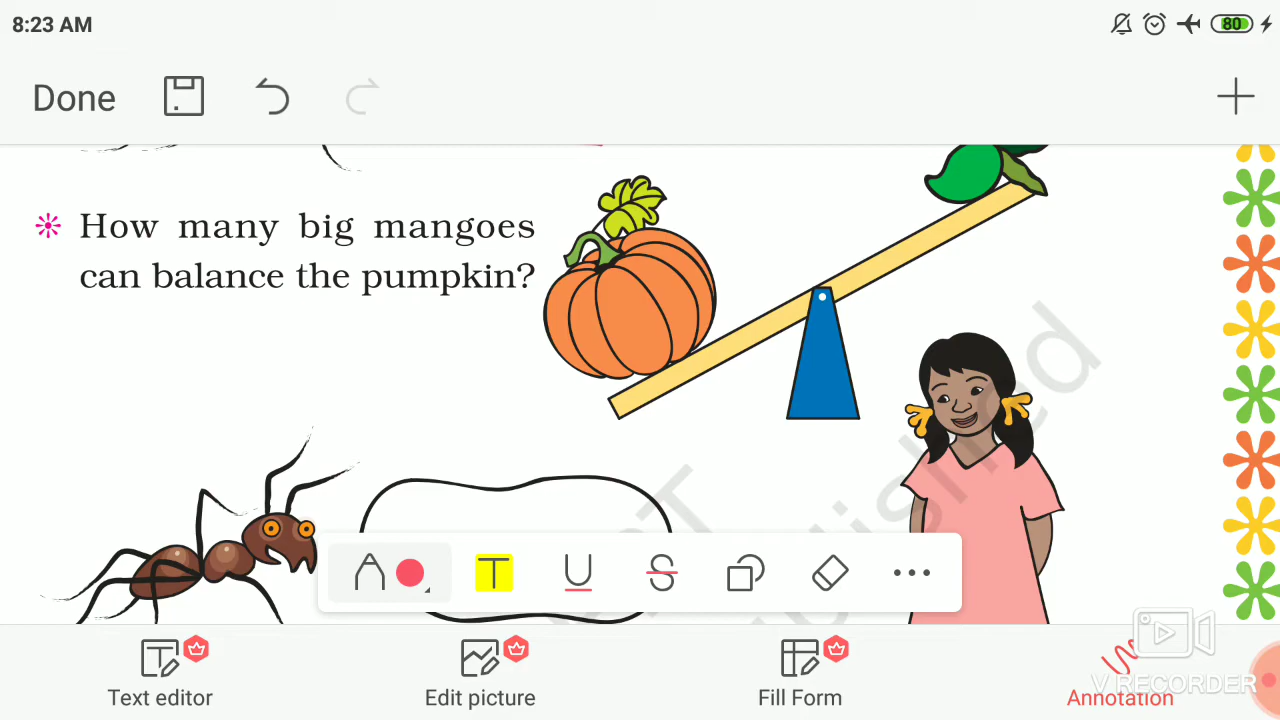 8:23 AM
80
Done
How many big mangoes
can balance the pumpkin?
T
U
S
Text editor
Edit picture
Fill Form
Annotation
V RECORDER